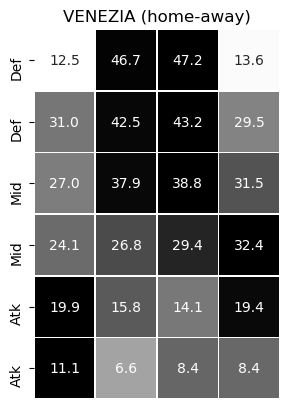 VENEZIA (home-away)
Def 12.5 46.7 47.2 13.6
Def 31.0 42.5 43.2 29.5
Mid 27.0 37.9 38.8 31.5
Mid 24.1 26.8 29.4 32.4
Atk 19.9 15.8 14.1 19.4
Atk 11.1 6.6 8.4 8.4